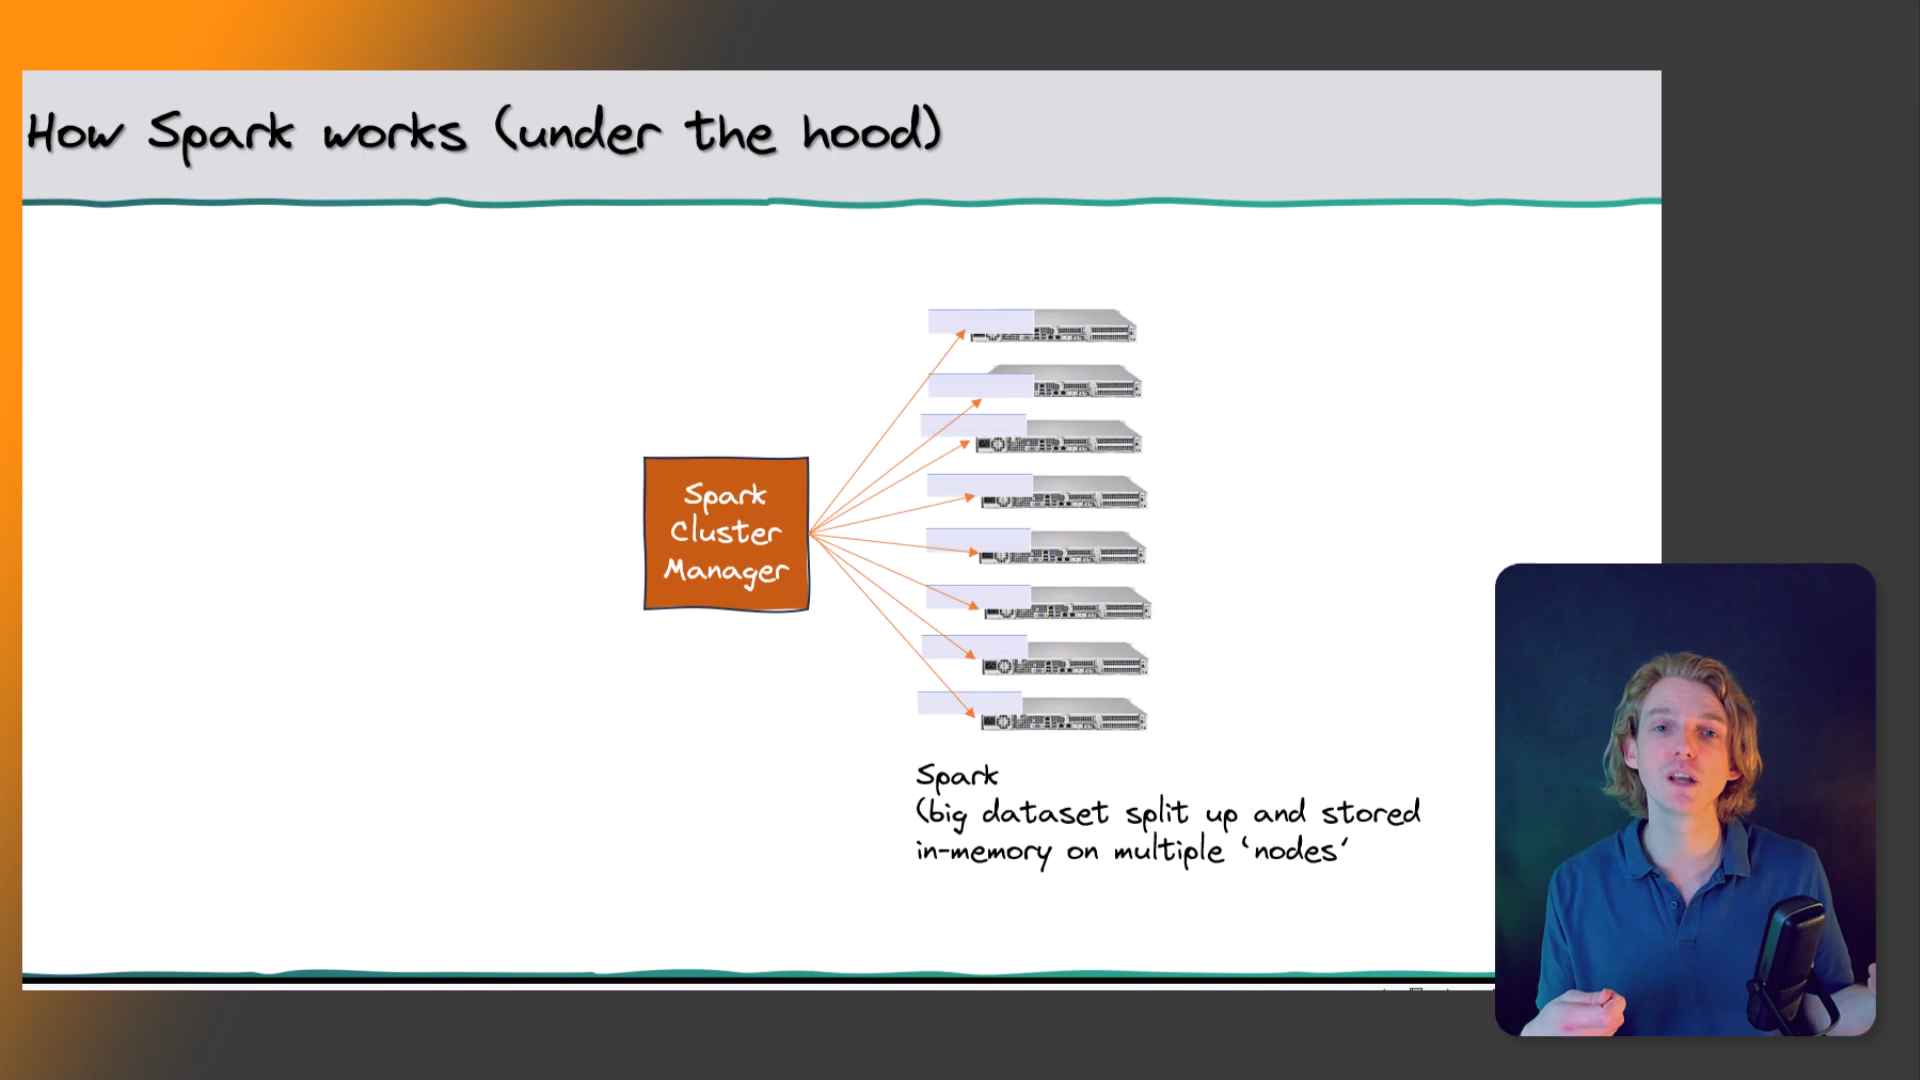 How Spark works (under the hood)
Spark
Cluster
Manager
Spark
(big dataset split up and stored
in-memory on multiple ‘nodes’